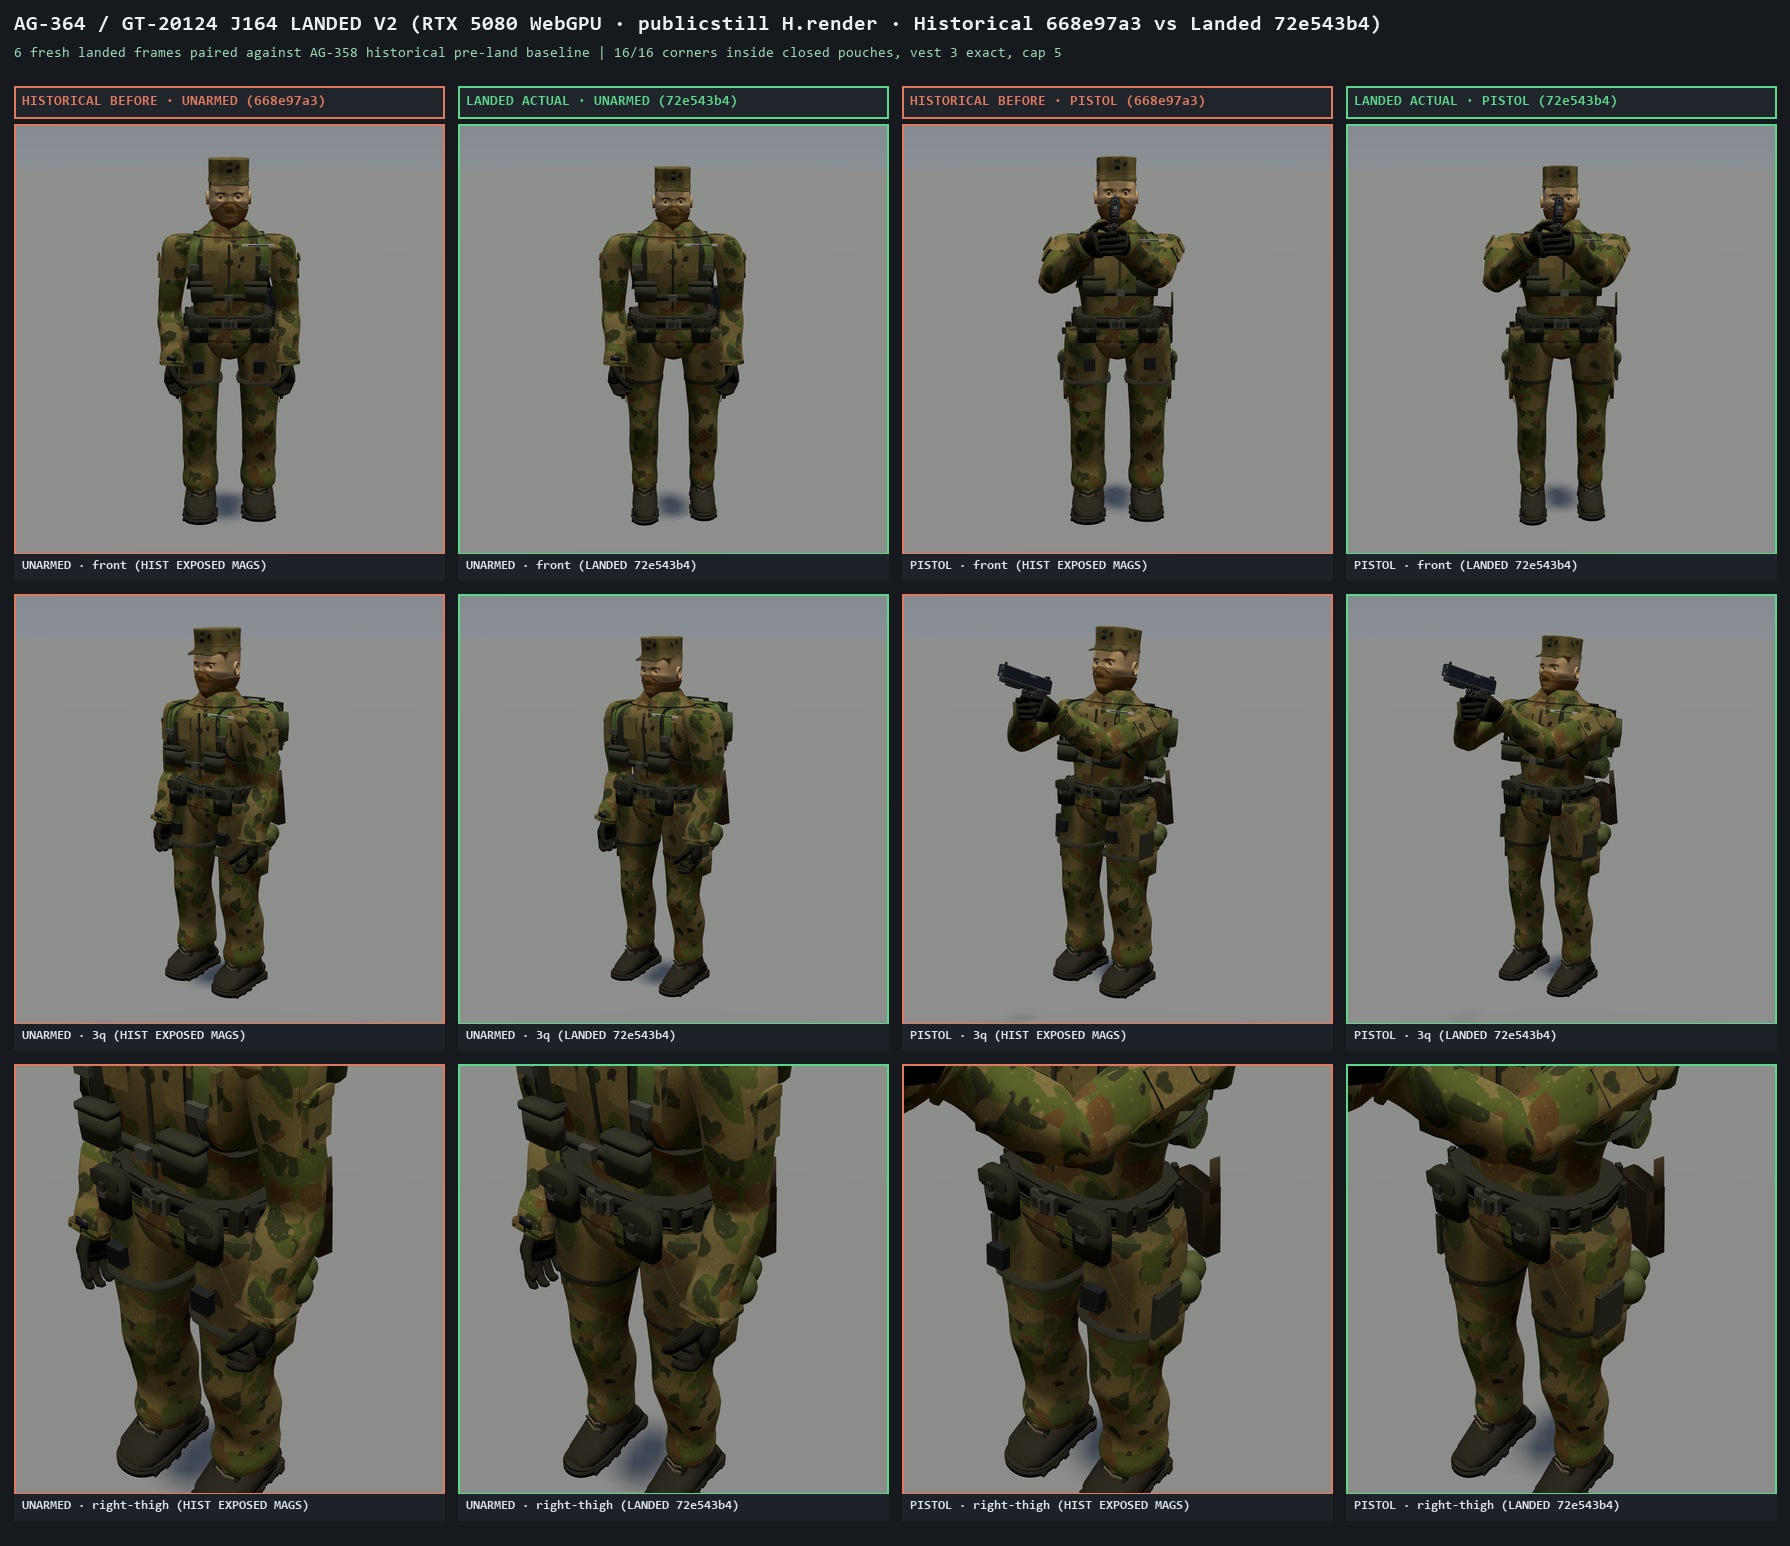 AG-364 / GT-20124 J164 LANDED V2 (RTX 5080 WebGPU · publicstill H.render · Historical 668e97a3 vs Landed 72e543b4)
6 fresh landed frames paired against AG-358 historical pre-land baseline | 16/16 corners inside closed pouches, vest 3 exact, cap 5
HISTORICAL BEFORE · UNARMED (668e97a3)
LANDED ACTUAL · UNARMED (72e543b4)
HISTORICAL BEFORE · PISTOL (668e97a3)
LANDED ACTUAL · PISTOL (72e543b4)
UNARMED · front (HIST EXPOSED MAGS)
UNARMED · front (LANDED 72e543b4)
PISTOL · front (HIST EXPOSED MAGS)
PISTOL · front (LANDED 72e543b4)
UNARMED · 3q (HIST EXPOSED MAGS)
UNARMED · 3q (LANDED 72e543b4)
PISTOL · 3q (HIST EXPOSED MAGS)
PISTOL · 3q (LANDED 72e543b4)
UNARMED · right-thigh (HIST EXPOSED MAGS)
UNARMED · right-thigh (LANDED 72e543b4)
PISTOL · right-thigh (HIST EXPOSED MAGS)
PISTOL · right-thigh (LANDED 72e543b4)